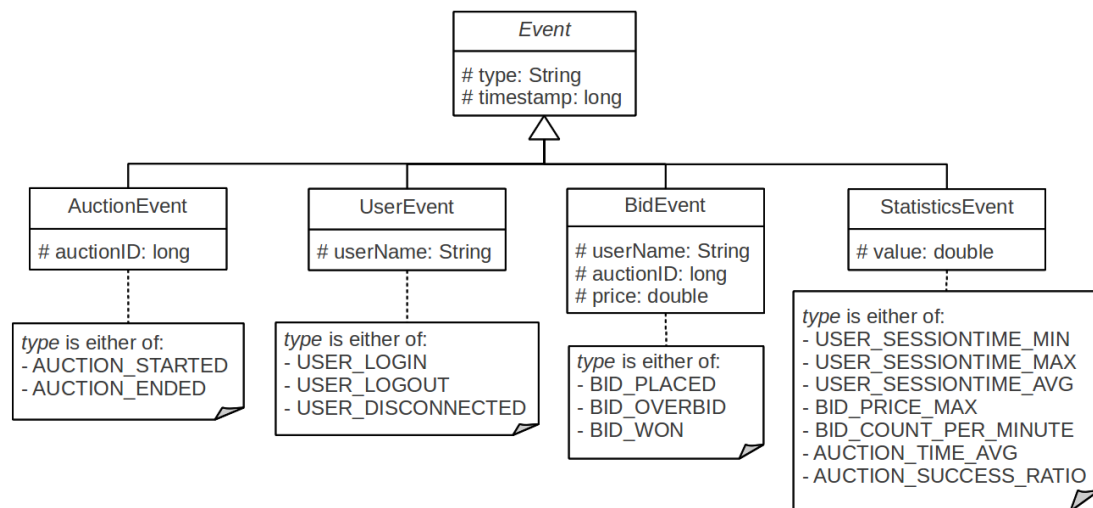 Event
# type: String
# timestamp: long
AuctionEvent
# auctionID: long
type is either of:
- AUCTION_STARTED
- AUCTION_ENDED
UserEvent
# userName: String
type is either of:
- USER_LOGIN
- USER_LOGOUT
- USER_DISCONNECTED
BidEvent
# userName: String
# auctionID: long
# price: double
type is either of:
- BID_PLACED
- BID_OVERBID
- BID_WON
StatisticsEvent
# value: double
type is either of:
- USER_SESSIONTIME_MIN
- USER_SESSIONTIME_MAX
- USER_SESSIONTIME_AVG
- BID_PRICE_MAX
- BID_COUNT_PER_MINUTE
- AUCTION_TIME_AVG
- AUCTION_SUCCESS_RATIO